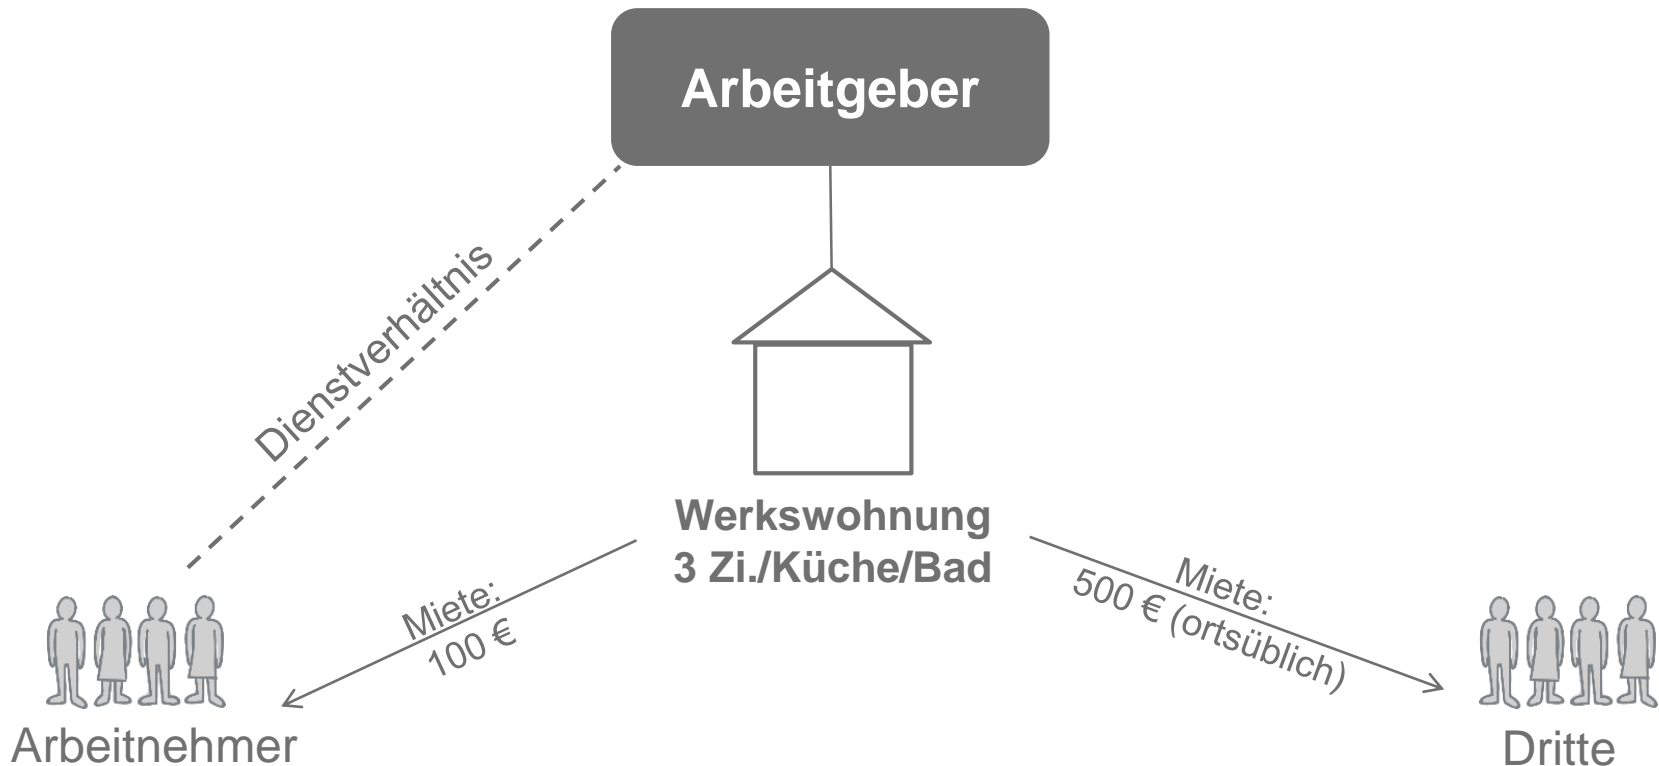 Arbeitgeber
Dienstverhältnis
Werkswohnung
3 Zi./Küche/Bad
Miete:
100 €
Miete:
500 € (ortsüblich)
Arbeitnehmer
Dritte